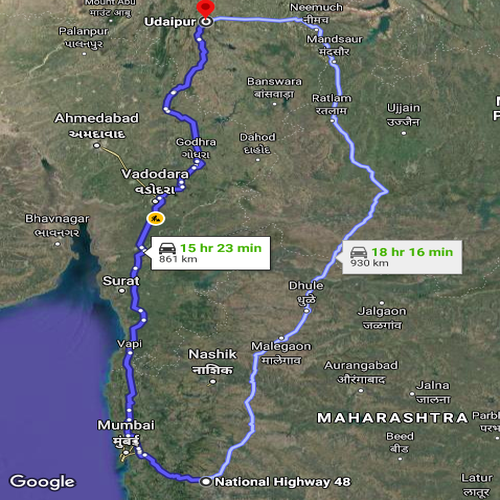 Mount Abu
माउंट आबू
Udaipur
Neemuch
नीमच
Palanpur
પાલનપુર
Mandsaur
मंदसौर
Banswara
बांसवाड़ा
Ratlam
रतलाम
Ujjain
उज्जैन
Ahmedabad
અમદાવાદ
Godhra
ગોધરા
Dahod
દાહોદ
Vadodara
વડોદરા
Bhavnagar
ભાવનગર
15 hr 23 min
861 km
18 hr 16 min
930 km
Surat
Dhule
धुळे
Jalgaon
जळगांव
Vapi
Nashik
नाशिक
Malegaon
मालेगाव
Aurangabad
औरंगाबाद
Jalna
जालना
MAHARASHTRA
Mumbai
मुंबई
Beed
बीड
National Highway 48
Latur
लातूर
Google